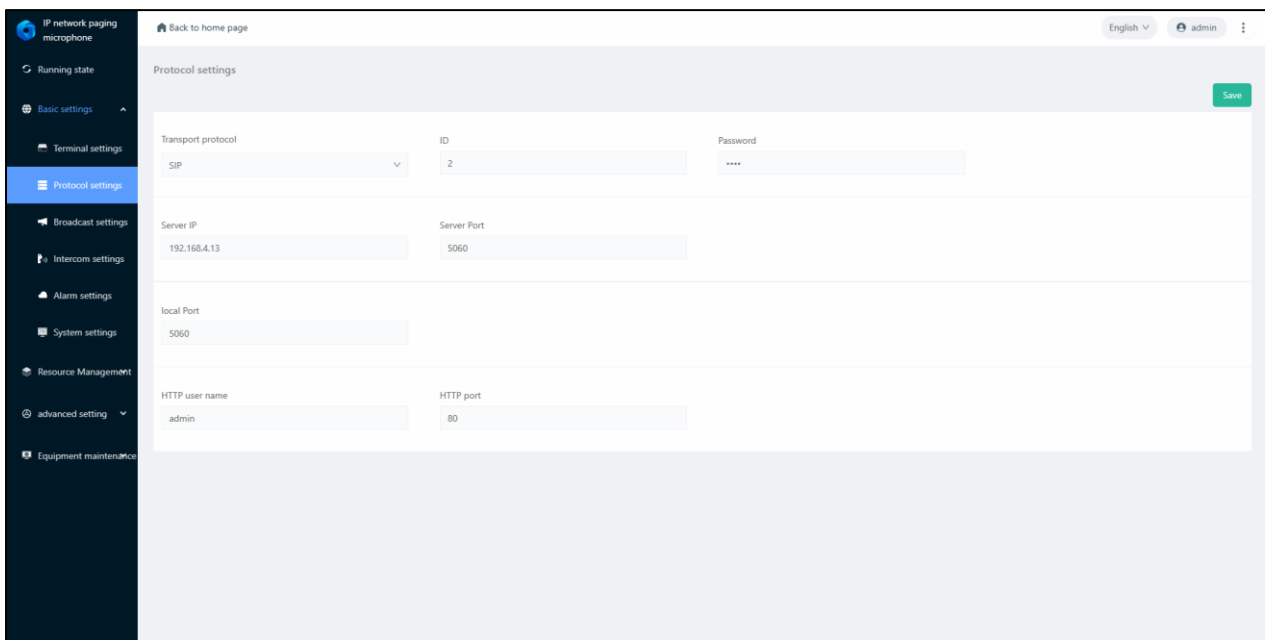 IP network paging
microphone
Back to home page
English
admin
Running state
Protocol settings
Save
Basic settings
Terminal settings
Protocol settings
Broadcast settings
Intercom settings
Alarm settings
System settings
Resource Management
advanced setting
Equipment maintenance
Transport protocol
ID
Password
SIP
2
••••
Server IP
Server Port
192.168.4.13
5060
local Port
5060
HTTP user name
HTTP port
admin
80